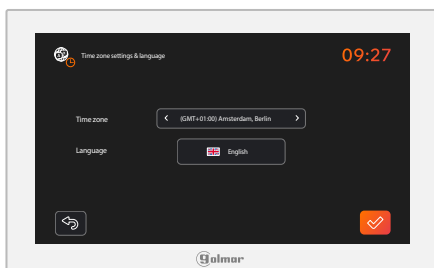 Time zone settings & language
09:27
Time zone
(GMT+01:00) Amsterdam, Berlin
Language
English
golmar